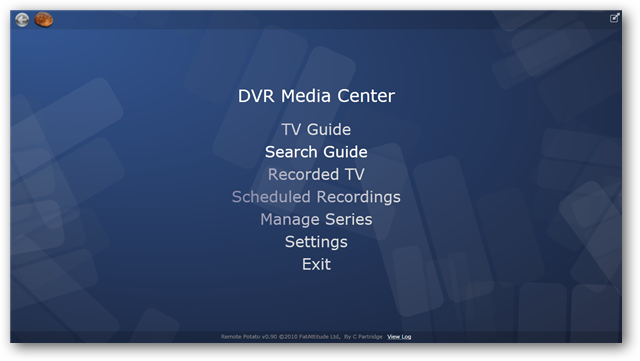 DVR Media Center
TV Guide
Search Guide
Recorded TV
Scheduled Recordings
Manage Series
Settings
Exit
Remote Potato v0.90 ©2010 FatAttitude Ltd, By C Partridge View Log